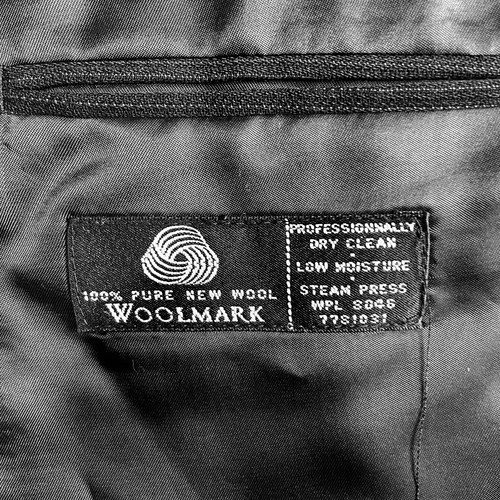 100% PURE NEW WOOL
WOOLMARK
PROFESSIONNALLY
DRY CLEAN
LOW MOISTURE
STEAM PRESS
WPL 8046
7781031